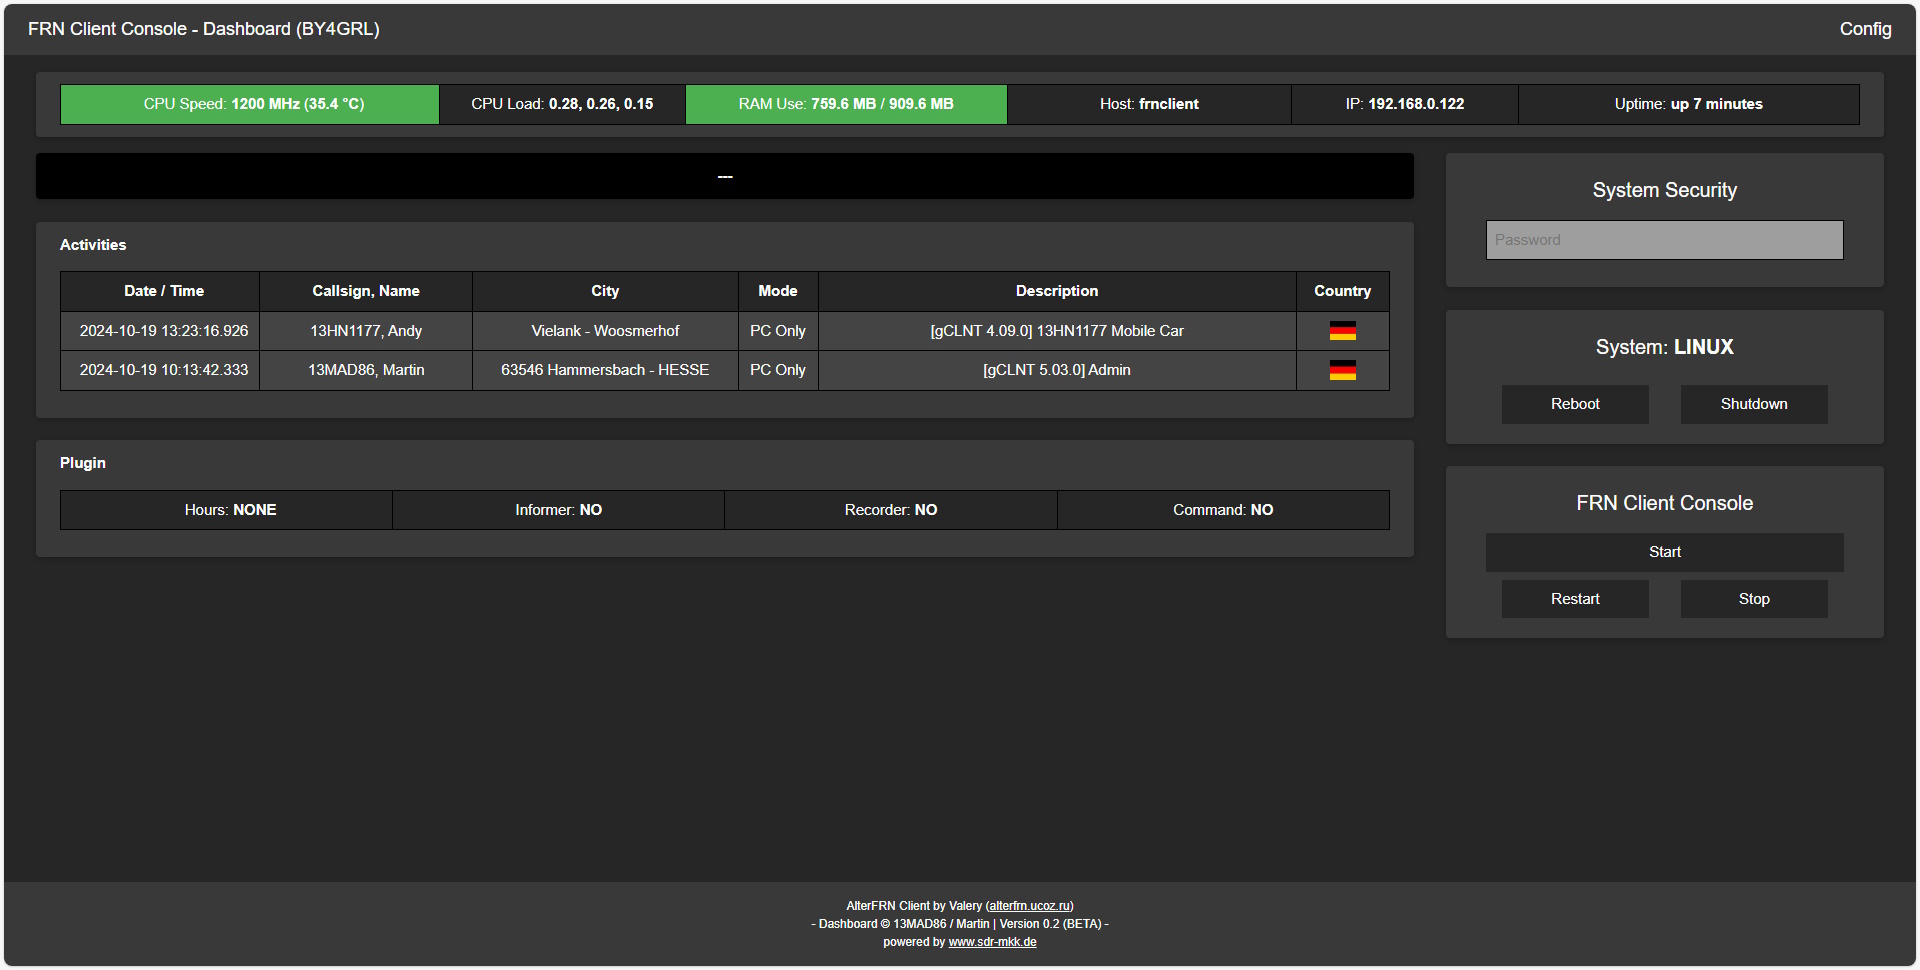 FRN Client Console - Dashboard (BY4GRL) Config
CPU Speed: 1200 MHz (35.4 °C) CPU Load: 0.28, 0.26, 0.15 RAM Use: 759.6 MB / 909.6 MB Host: frnclient IP: 192.168.0.122 Uptime: up 7 minutes
---
Activities
Date / Time Callsign, Name City Mode Description Country
2024-10-19 13:23:16.926 13HN1177, Andy Vielank - Woosmerhof PC Only [gCLNT 4.09.0] 13HN1177 Mobile Car
2024-10-19 10:13:42.333 13MAD86, Martin 63546 Hammersbach - HESSE PC Only [gCLNT 5.03.0] Admin
Plugin
Hours: NONE Informer: NO Recorder: NO Command: NO
System Security
Password
System: LINUX
Reboot Shutdown
FRN Client Console
Start
Restart Stop
AlterFRN Client by Valery (alterfrn.ucoz.ru)
- Dashboard © 13MAD86 / Martin | Version 0.2 (BETA) -
powered by www.sdr-mkk.de